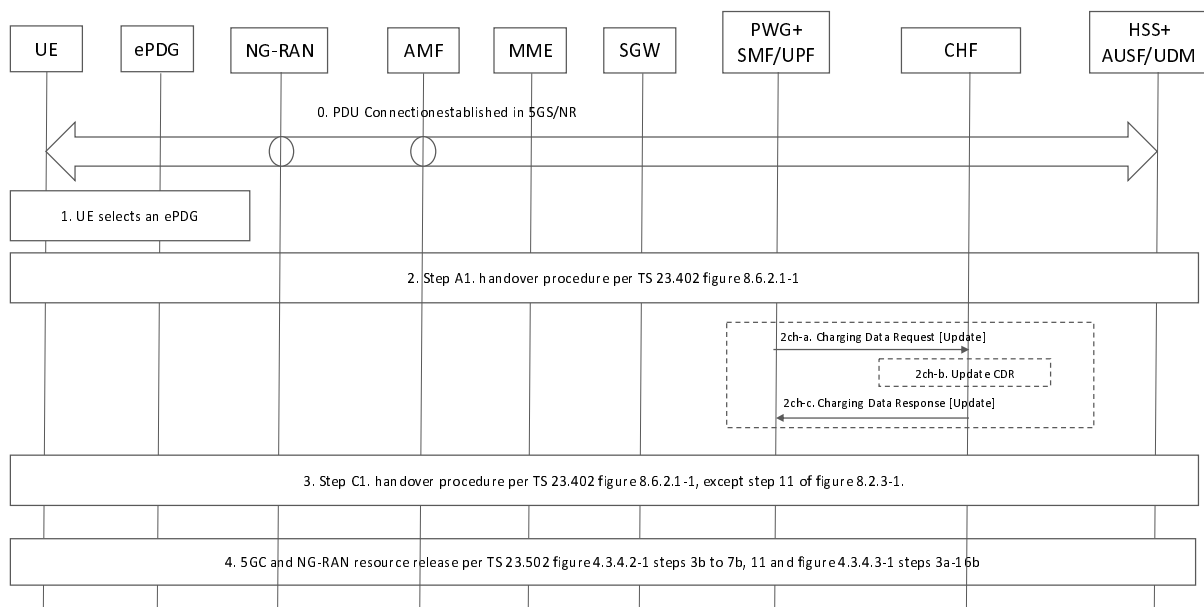 UE
ePDG
NG-RAN
AMF
MME
SGW
PWG+
SMF/UPF
CHF
HSS+
AUSF/UDM
0. PDU Connectionestablished in 5GS/NR
1. UE selects an ePDG
2. Step A1. handover procedure per TS 23.402 figure 8.6.2.1-1
2ch-a. Charging Data Request [Update]
2ch-b. Update CDR
2ch-c. Charging Data Response [Update]
3. Step C1. handover procedure per TS 23.402 figure 8.6.2.1-1, except step 11 of figure 8.2.3-1.
4. 5GC and NG-RAN resource release per TS 23.502 figure 4.3.4.2-1 steps 3b to 7b, 11 and figure 4.3.4.3-1 steps 3a-16b